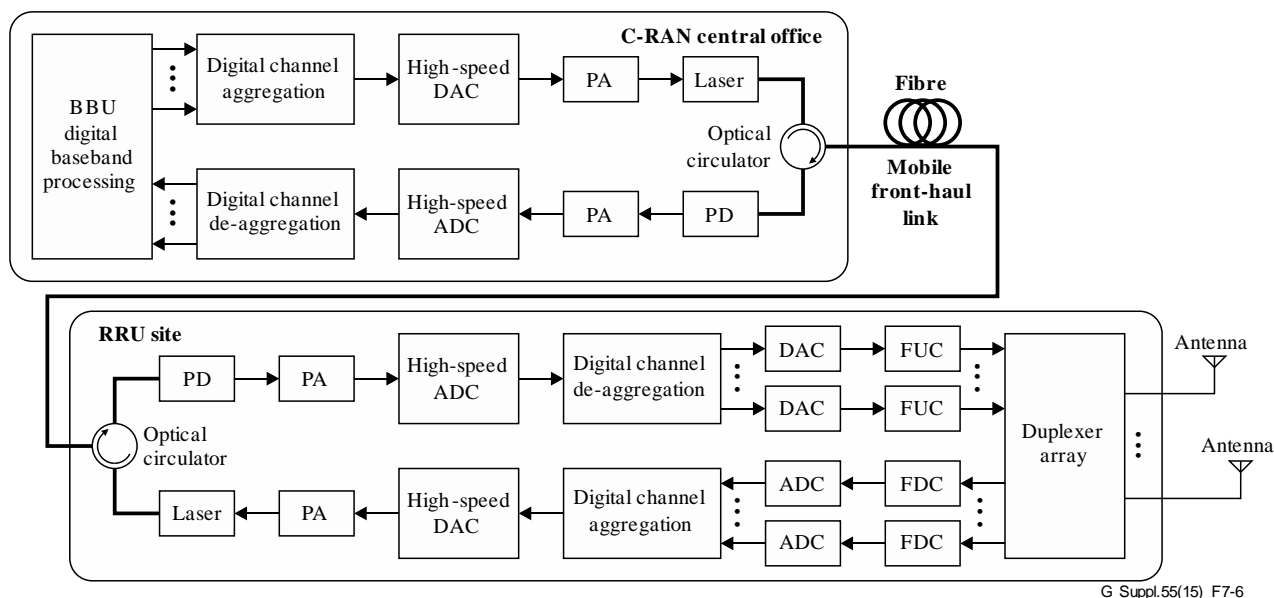 C-RAN central office
BBU
digital
baseband
processing
Digital channel
aggregation
High-speed
DAC
PA
Laser
Optical
circulator
Digital channel
de-aggregation
High-speed
ADC
PA
PD
Fibre
Mobile
front-haul
link
RRU site
PD
PA
High-speed
ADC
Digital channel
de-aggregation
DAC
FUC
DAC
FUC
Optical
circulator
Laser
PA
High-speed
DAC
Digital channel
aggregation
ADC
FDC
ADC
FDC
Duplexer
array
Antenna
Antenna
G Suppl.55(15)_F7-6